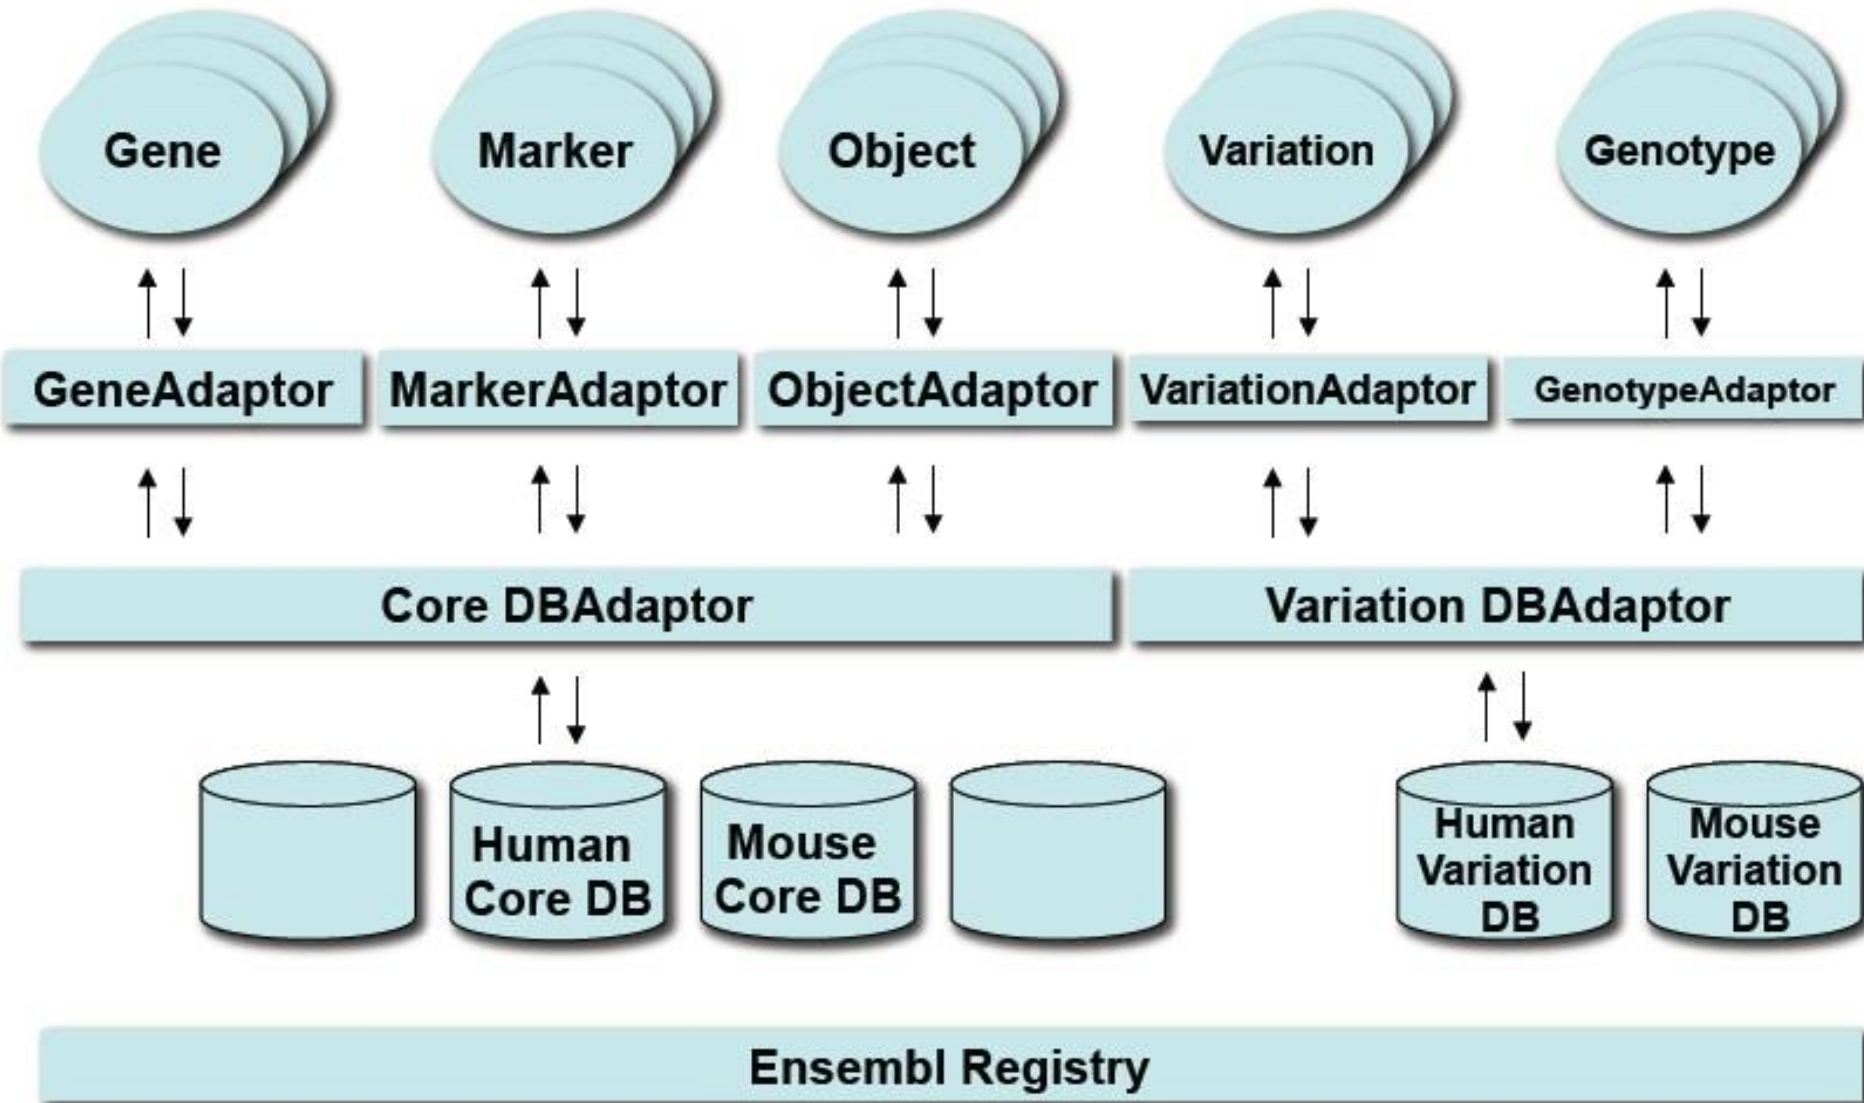 Gene
Marker
Object
Variation
Genotype
GeneAdaptor
MarkerAdaptor
ObjectAdaptor
VariationAdaptor
GenotypeAdaptor
Core DBAdaptor
Variation DBAdaptor
Human
Core DB
Mouse
Core DB
Human
Variation
DB
Mouse
Variation
DB
Ensembl Registry